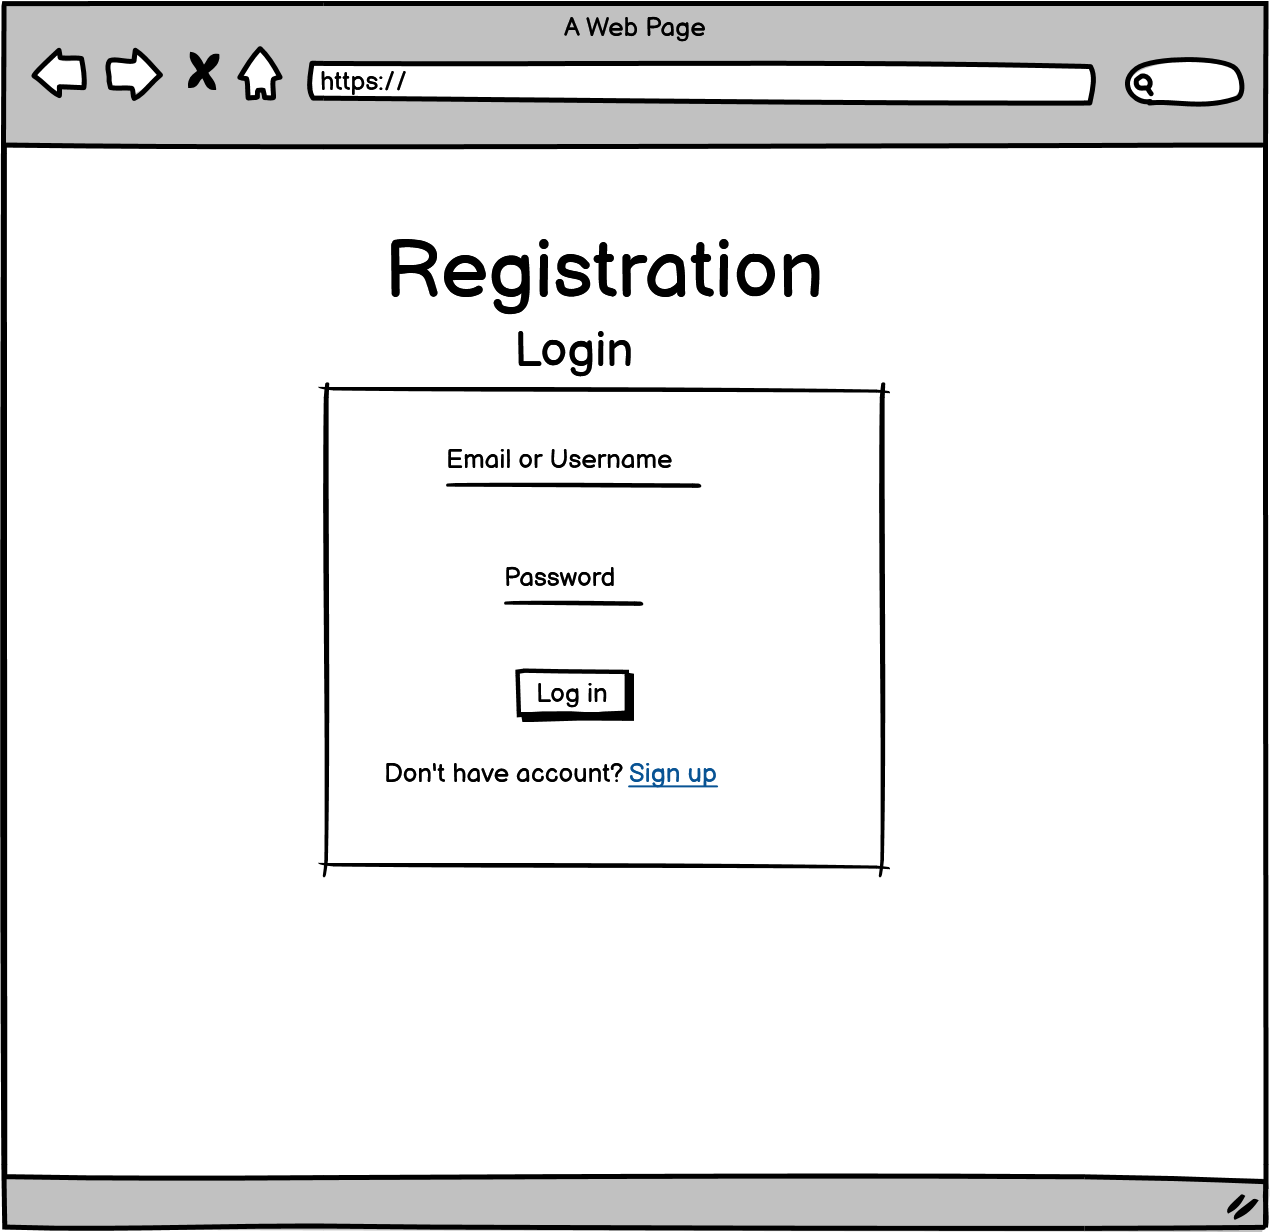 A Web Page
https://
Registration
Login
Email or Username
Password
Log in
Don't have account? Sign up